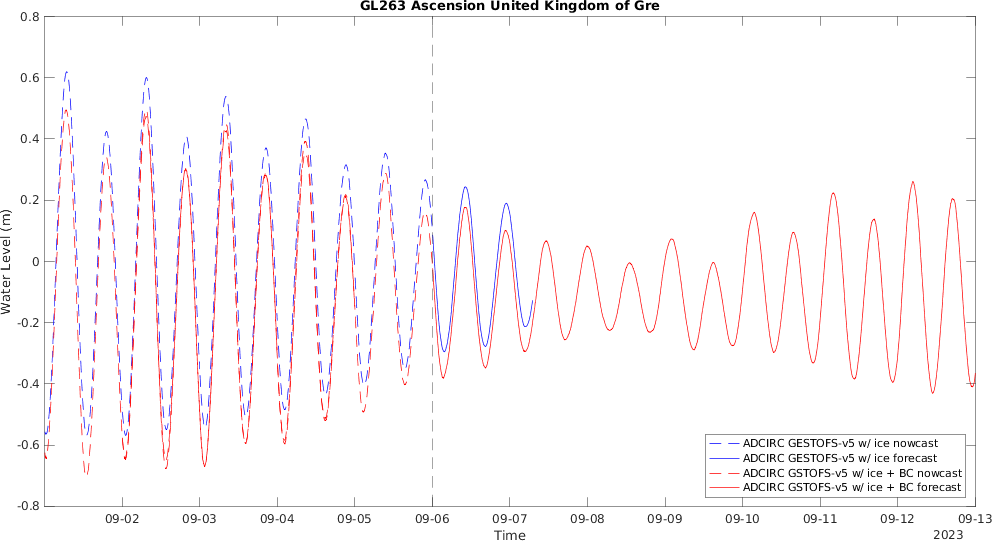 GL263 Ascension United Kingdom of Gre
0.8
0.6
0.4
0.2
0
-0.2
-0.4
-0.6
-0.8
Water Level (m)
09-02 09-03 09-04 09-05 09-06 09-07 09-08 09-09 09-10 09-11 09-12 09-13
Time
2023
ADCIRC GESTOFS-v5 w/ ice nowcast
ADCIRC GESTOFS-v5 w/ ice forecast
ADCIRC GSTOFS-v5 w/ ice + BC nowcast
ADCIRC GSTOFS-v5 w/ ice + BC forecast